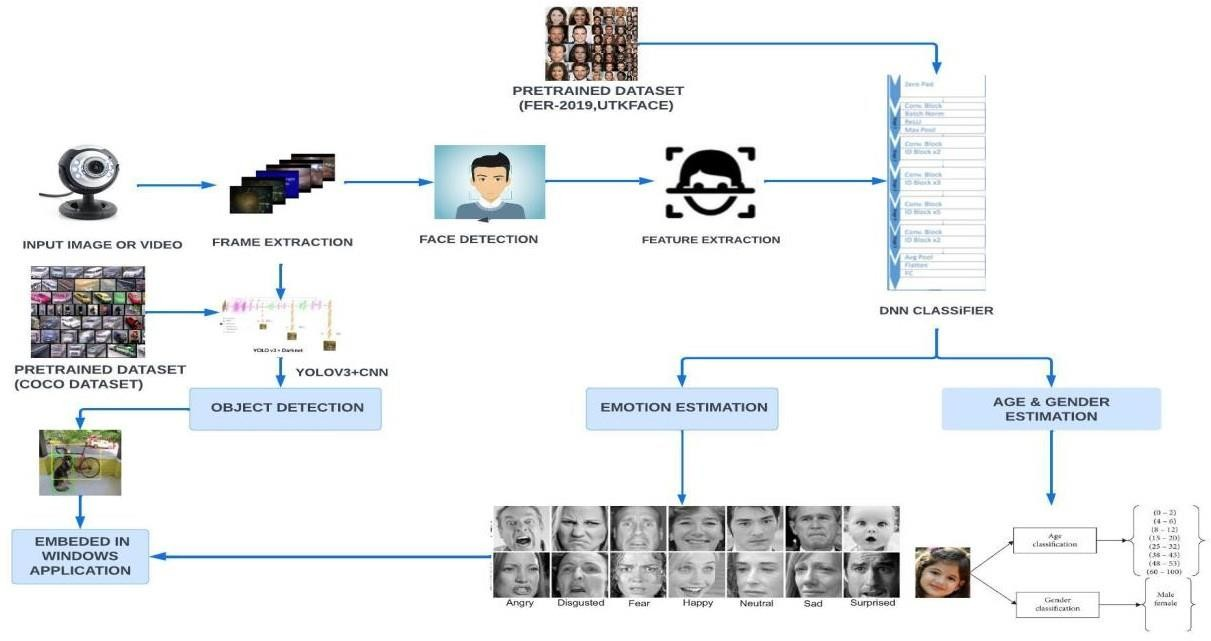 PRETRAINED DATASET
(FER-2019,UTKFACE)
Zero Pad
Conv. Block
Batch Norm
ReLU
Max Pool
Conv. Block
ID Block x2
Conv. Block
ID Block x3
Conv. Block
ID Block x5
Conv. Block
ID Block x2
Avg Pool
Flatten
FC
INPUT IMAGE OR VIDEO
FRAME EXTRACTION
FACE DETECTION
FEATURE EXTRACTION
DNN CLASSiFIER
YOLO v3 + Darknet
PRETRAINED DATASET
(COCO DATASET)
YOLOV3+CNN
OBJECT DETECTION
EMOTION ESTIMATION
AGE & GENDER
ESTIMATION
EMBEDED IN
WINDOWS
APPLICATION
Angry Disgusted Fear Happy Neutral Sad Surprised
Age
classification
(0 – 2)
(4 – 6)
(8 – 12)
(15 – 20)
(25 – 32)
(38 – 43)
(48 – 53)
(60 – 100)
Gender
classification
Male
female